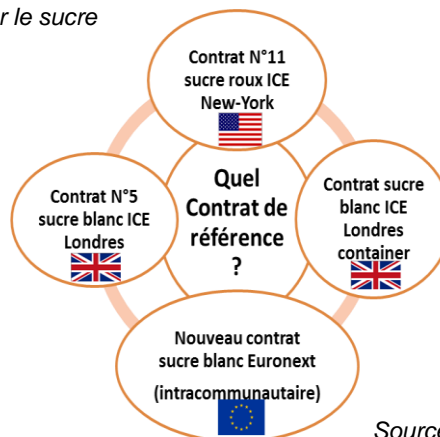 r le sucre
Contrat N°11
sucre roux ICE
New-York
Contrat N°5
sucre blanc ICE
Londres
Quel
Contrat de
référence
?
Contrat sucre
blanc ICE
Londres
container
Nouveau contrat
sucre blanc Euronext
(intracommunautaire)
Source